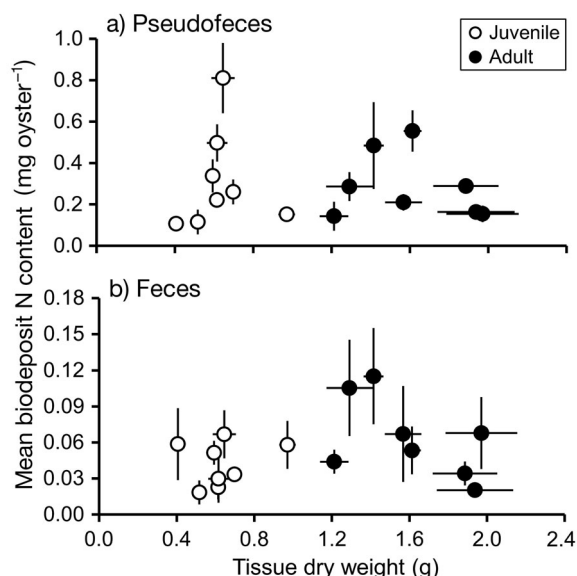 a) Pseudofeces
Juvenile
Adult
1.0
0.8
0.6
0.4
0.2
0.0
Mean biodeposit N content (mg oyster⁻¹)
b) Feces
0.18
0.15
0.12
0.09
0.06
0.03
0.00
0.0 0.4 0.8 1.2 1.6 2.0 2.4
Tissue dry weight (g)